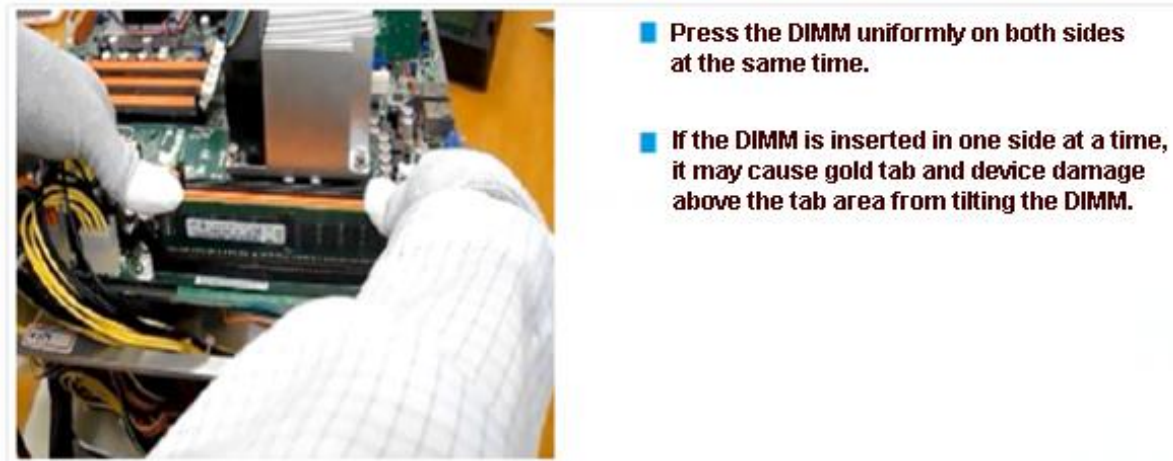 Press the DIMM uniformly on both sides
at the same time.
If the DIMM is inserted in one side at a time,
it may cause gold tab and device damage
above the tab area from tilting the DIMM.